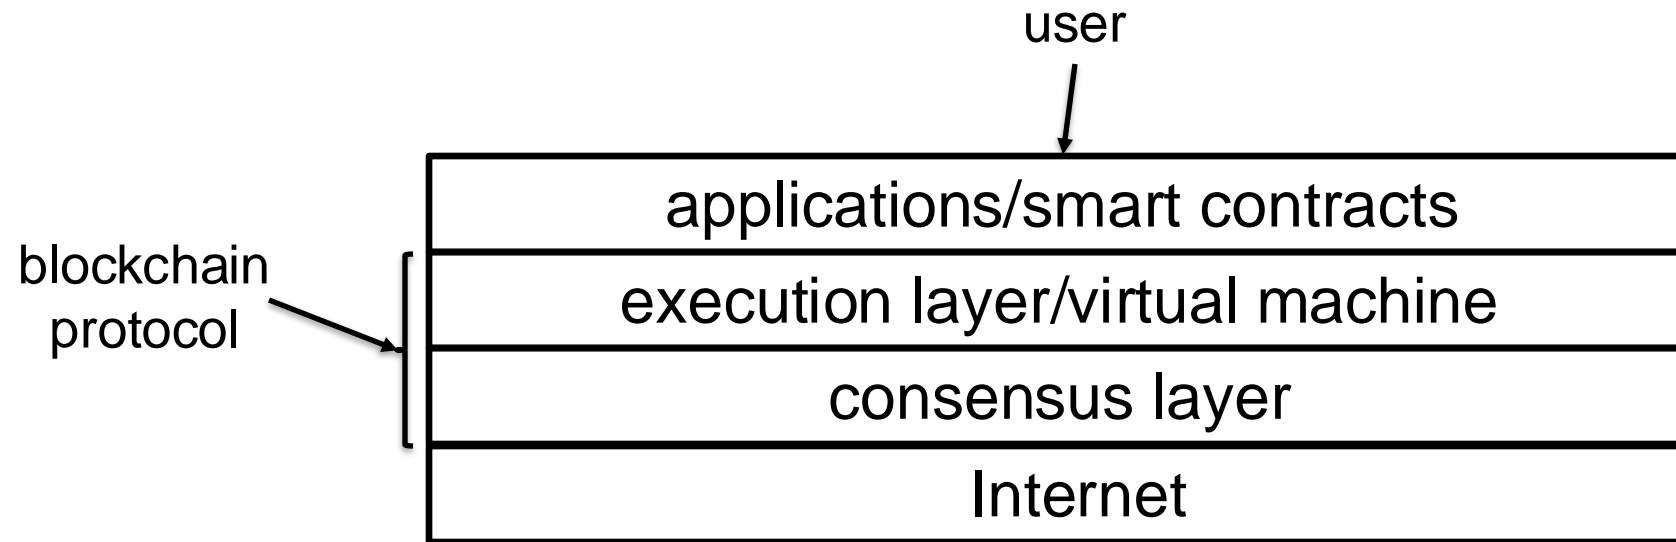 user
applications/smart contracts
blockchain
protocol
execution layer/virtual machine
consensus layer
Internet